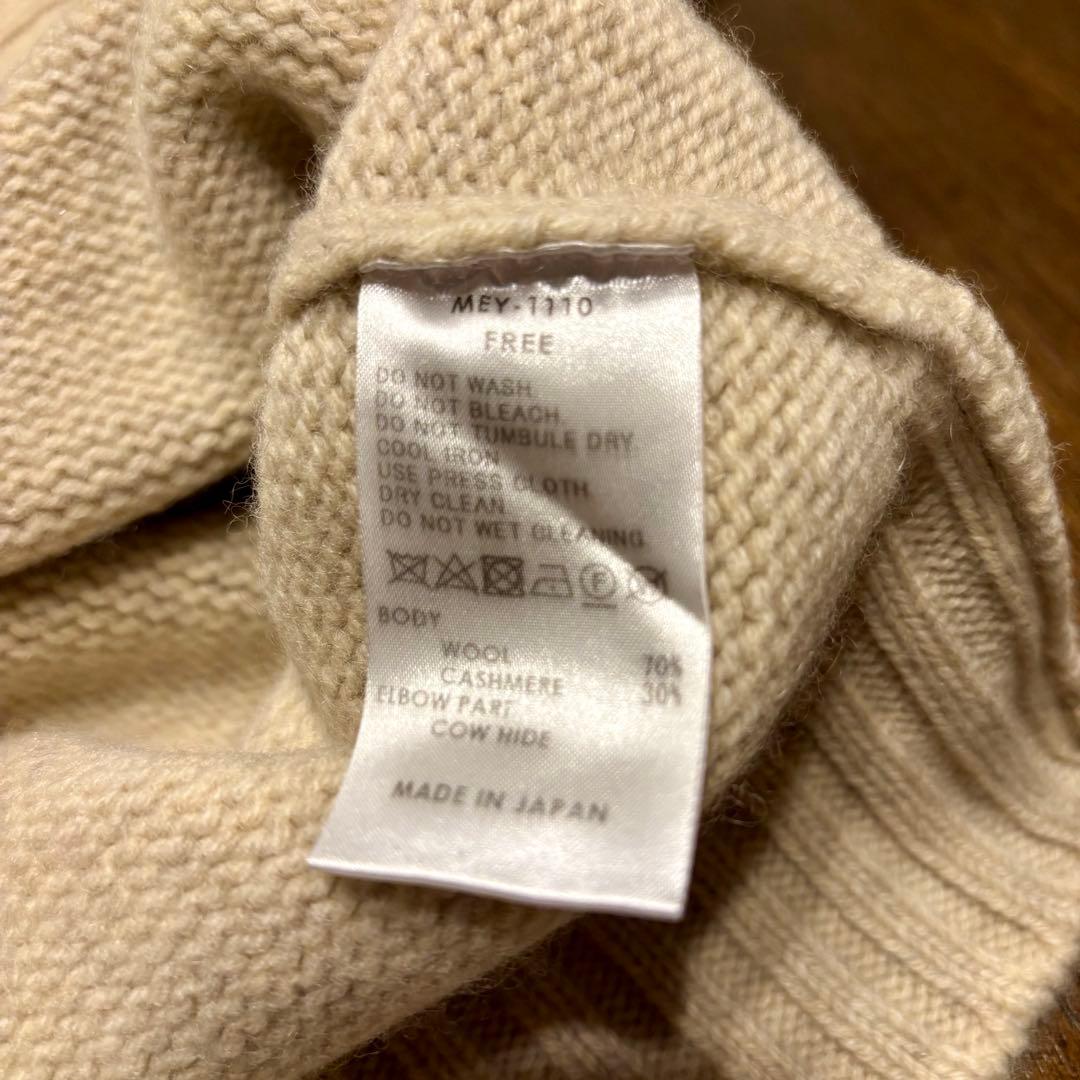 MEY-1110
FREE
DO NOT WASH.
DO NOT BLEACH.
DO NOT TUMBULE DRY.
COOL IRON
USE PRESS CLOTH
DRY CLEAN
DO NOT WET CLEANING
F
BODY
WOOL 70%
CASHMERE 30%
ELBOW PART
COW HIDE
MADE IN JAPAN